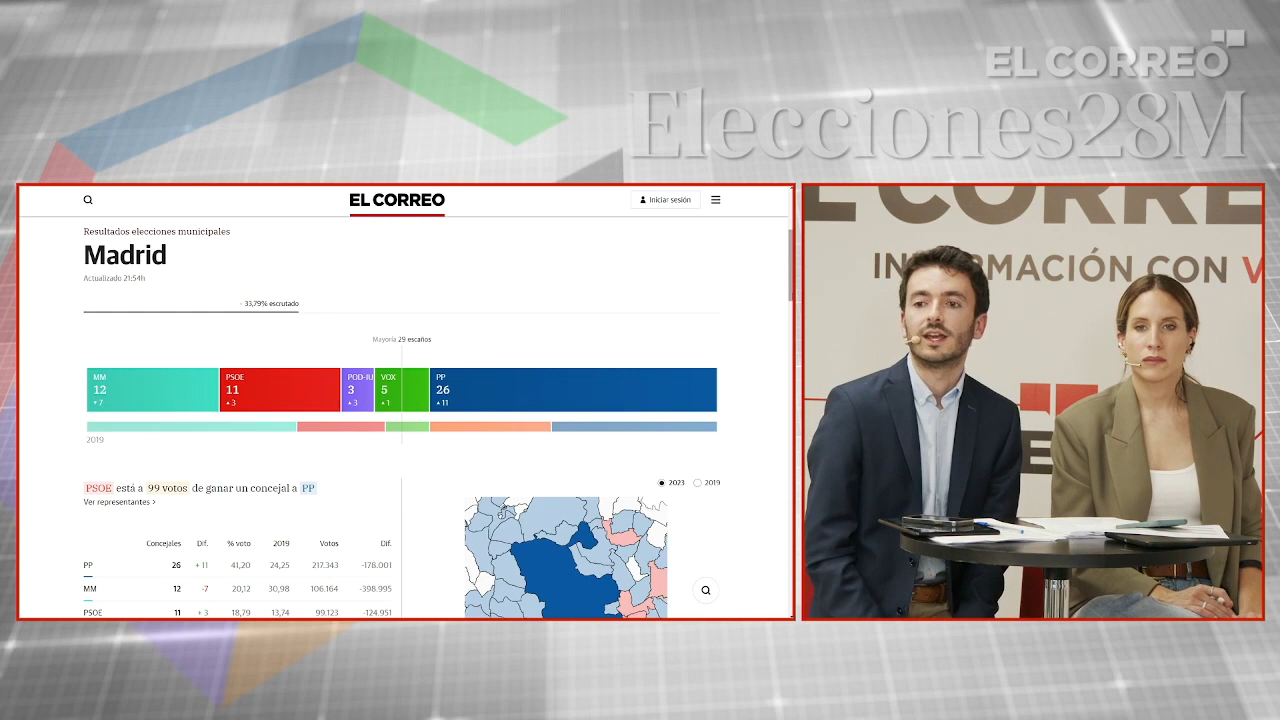 EL CORREO
Elecciones28M
EL CORREO
Iniciar sesión
Resultados elecciones municipales
Madrid
Actualizado 21:54h
33,79% escrutado
Mayoría 29 escaños
MM
12
7
PSOE
11
3
POD-IU
3
3
VOX
5
1
PP
26
11
2019
PSOE está a 99 votos de ganar un concejal a PP
Ver representantes >
2023 2019
Concejales Dif. % voto 2019 Votos Dif.
PP 26 +11 41,20 24,25 217.343 -178.001
MM 12 -7 20,12 30,98 106.164 -398.995
PSOE 11 +3 18,79 13,74 99.123 -124.951
L CORRE
INFORMACIÓN CON V
E